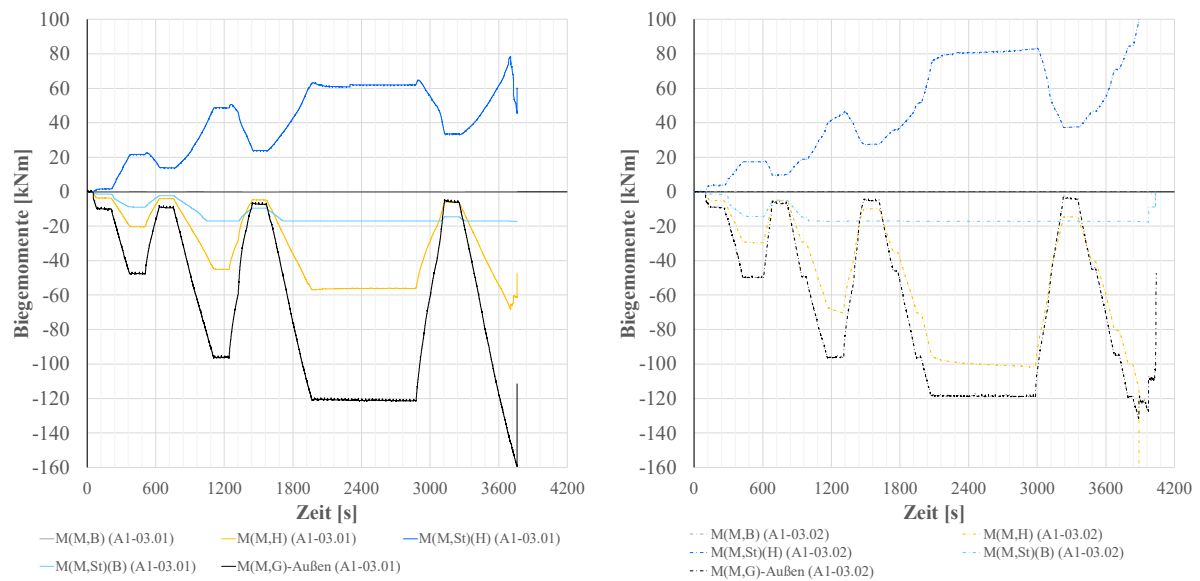 Biegemomente [kNm]
100
80
60
40
20
0
-20
-40
-60
-80
-100
-120
-140
-160
0 600 1200 1800 2400 3000 3600 4200
Zeit [s]
M(M,B) (A1-03.01) M(M,H) (A1-03.01) M(M,St)(H) (A1-03.01)
M(M,St)(B) (A1-03.01) M(M,G)-Außen (A1-03.01)
Biegemomente [kNm]
100
80
60
40
20
0
-20
-40
-60
-80
-100
-120
-140
-160
0 600 1200 1800 2400 3000 3600 4200
Zeit [s]
M(M,B) (A1-03.02) M(M,H) (A1-03.02)
M(M,St)(H) (A1-03.02) M(M,St)(B) (A1-03.02)
M(M,G)-Außen (A1-03.02)